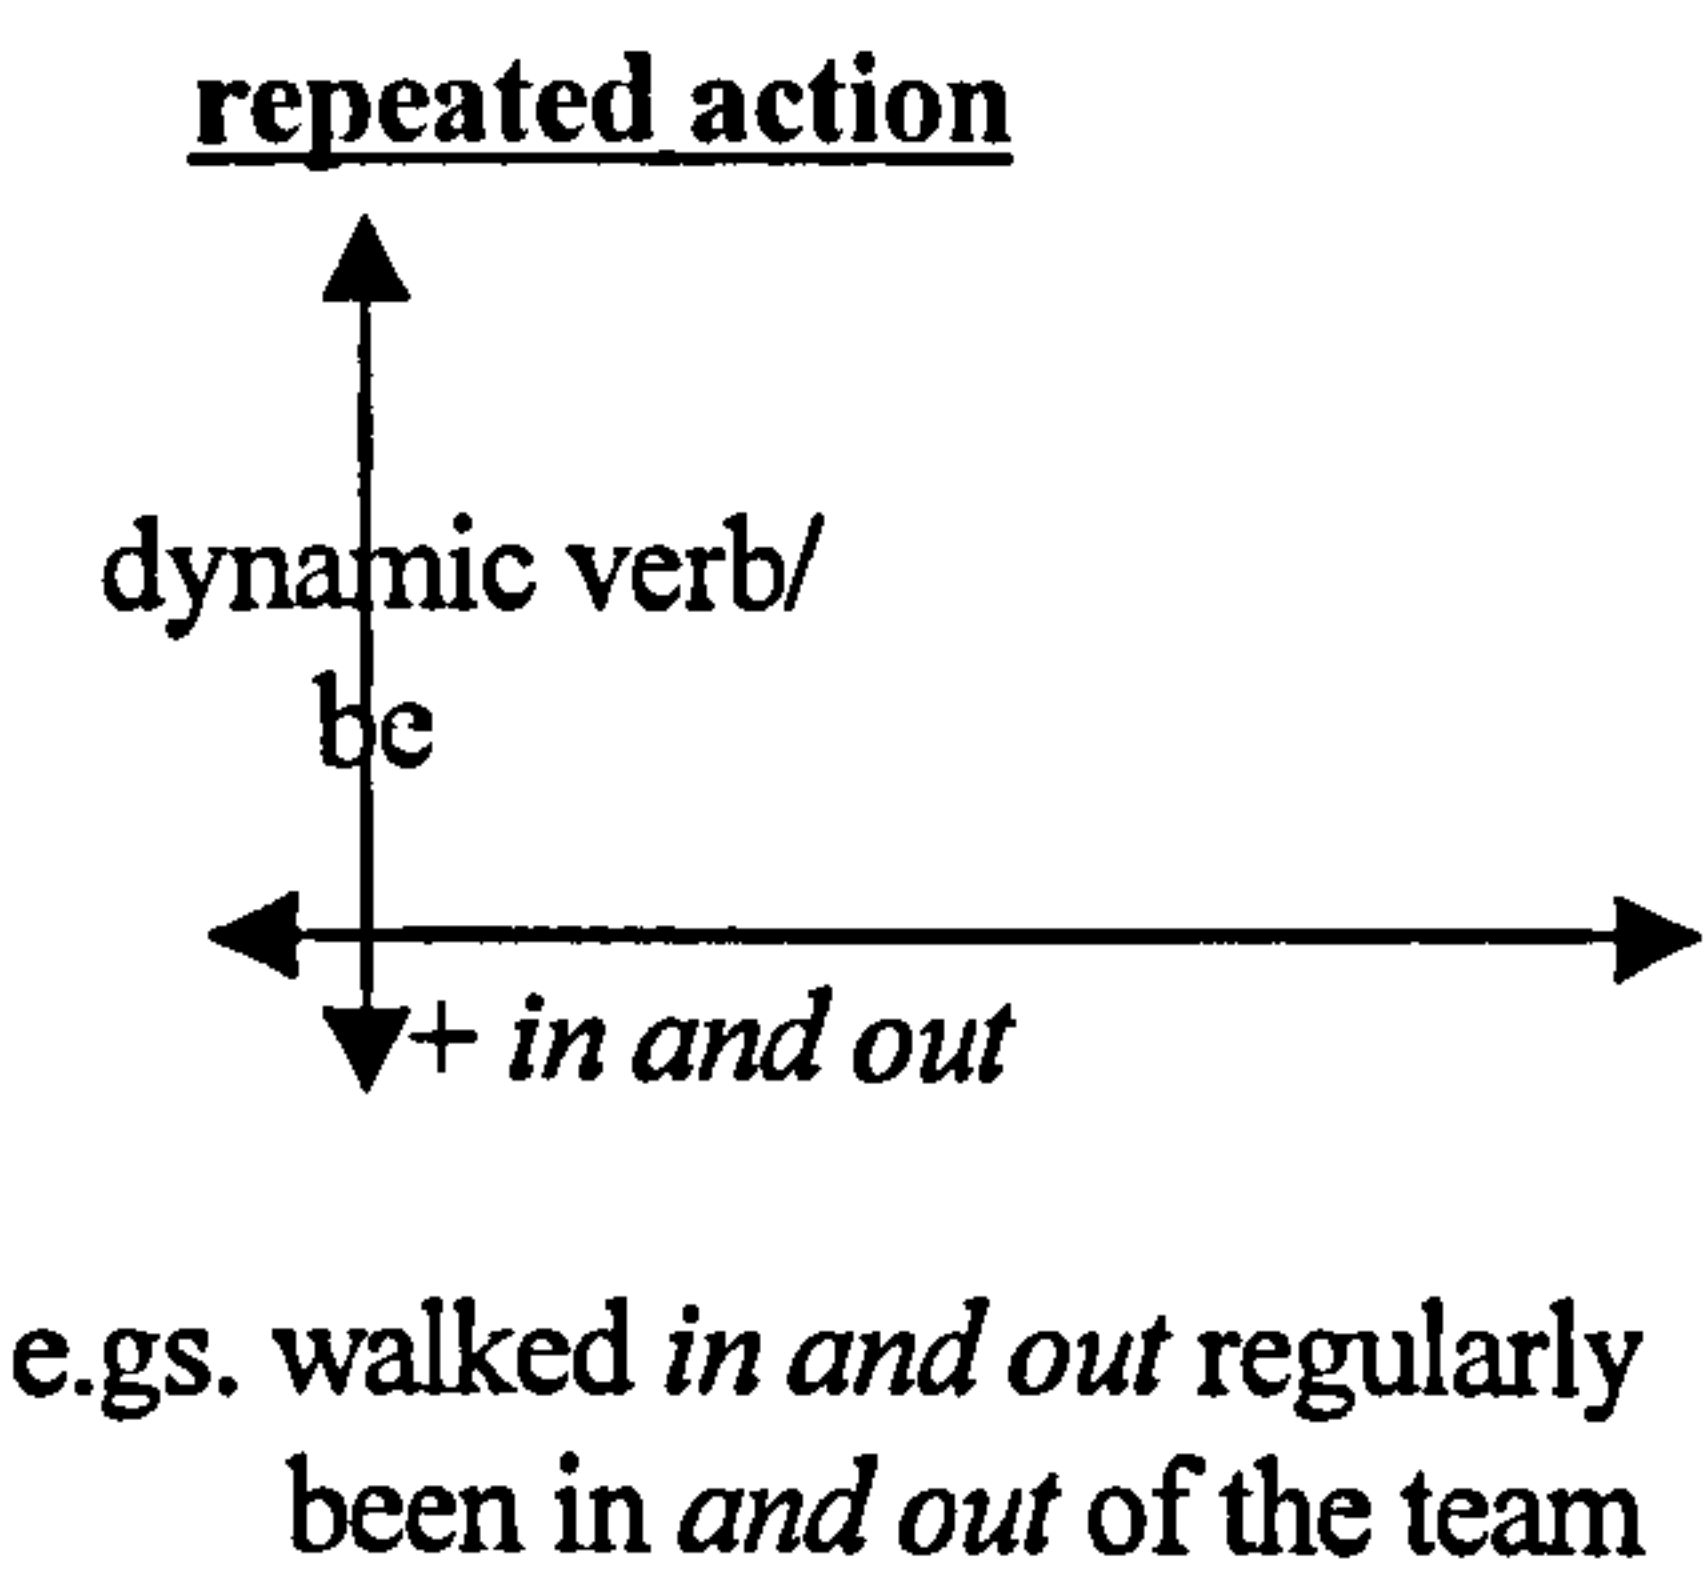 repeated action
dynamic verb/
be
+ in and out
e.gs. walked in and out regularly
been in and out of the team